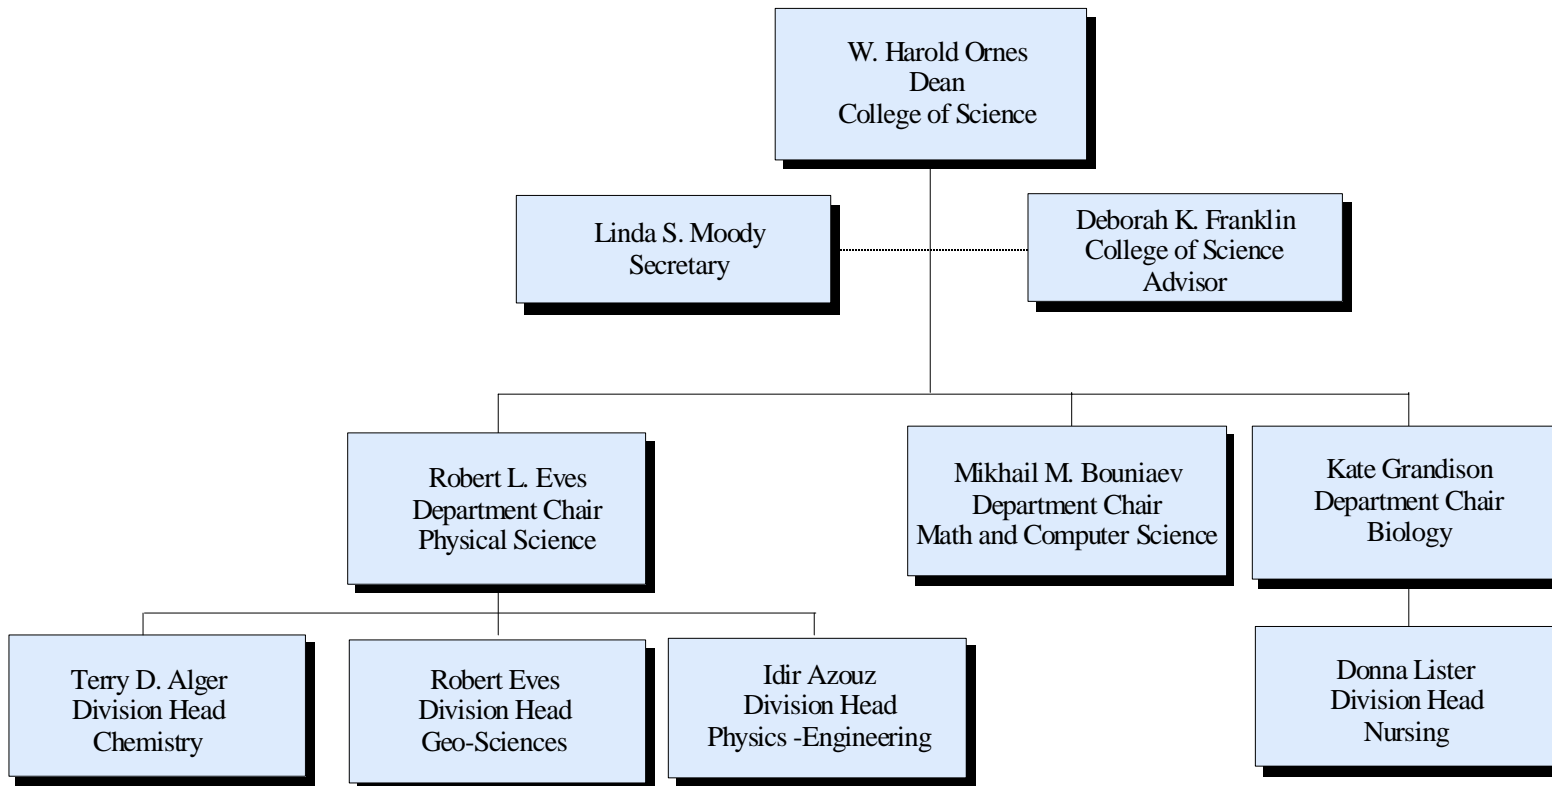 W. Harold Ornes
Dean
College of Science
Linda S. Moody
Secretary
Deborah K. Franklin
College of Science
Advisor
Robert L. Eves
Department Chair
Physical Science
Mikhail M. Bouniaev
Department Chair
Math and Computer Science
Kate Grandison
Department Chair
Biology
Terry D. Alger
Division Head
Chemistry
Robert Eves
Division Head
Geo-Sciences
Idir Azouz
Division Head
Physics -Engineering
Donna Lister
Division Head
Nursing